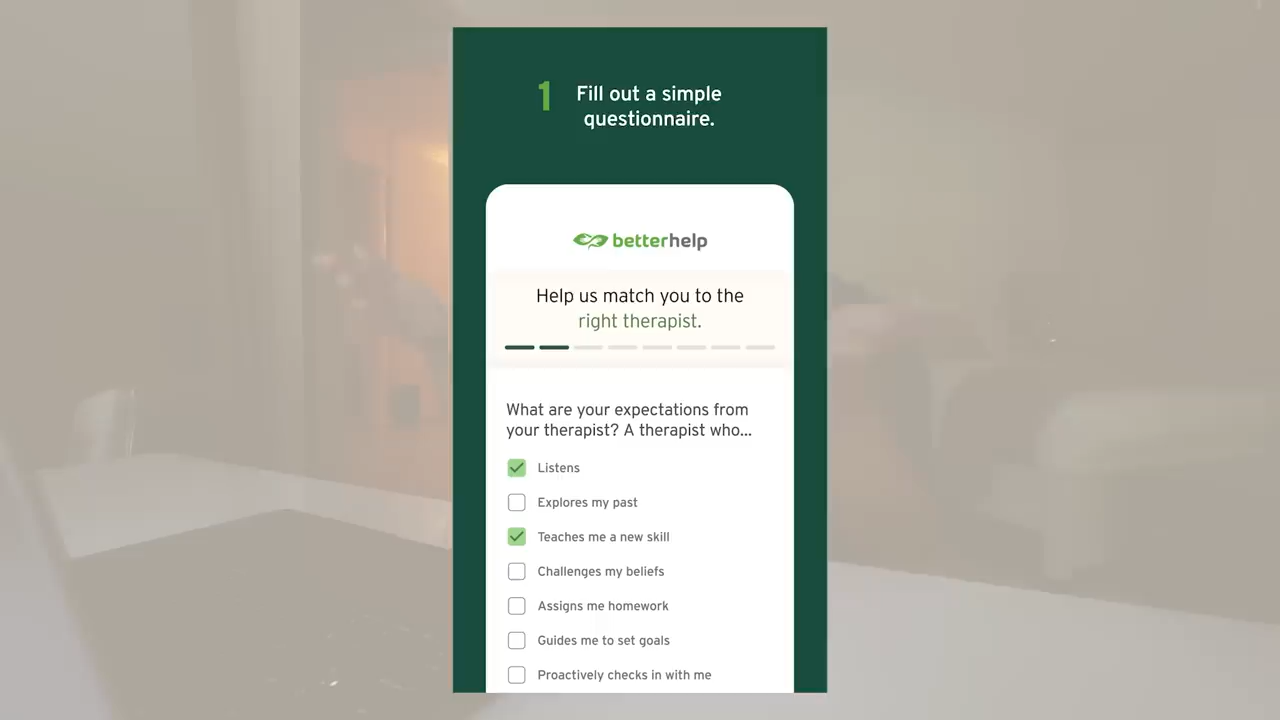 1 Fill out a simple
questionnaire.
betterhelp
Help us match you to the
right therapist.
What are your expectations from
your therapist? A therapist who...
Listens
Explores my past
Teaches me a new skill
Challenges my beliefs
Assigns me homework
Guides me to set goals
Proactively checks in with me